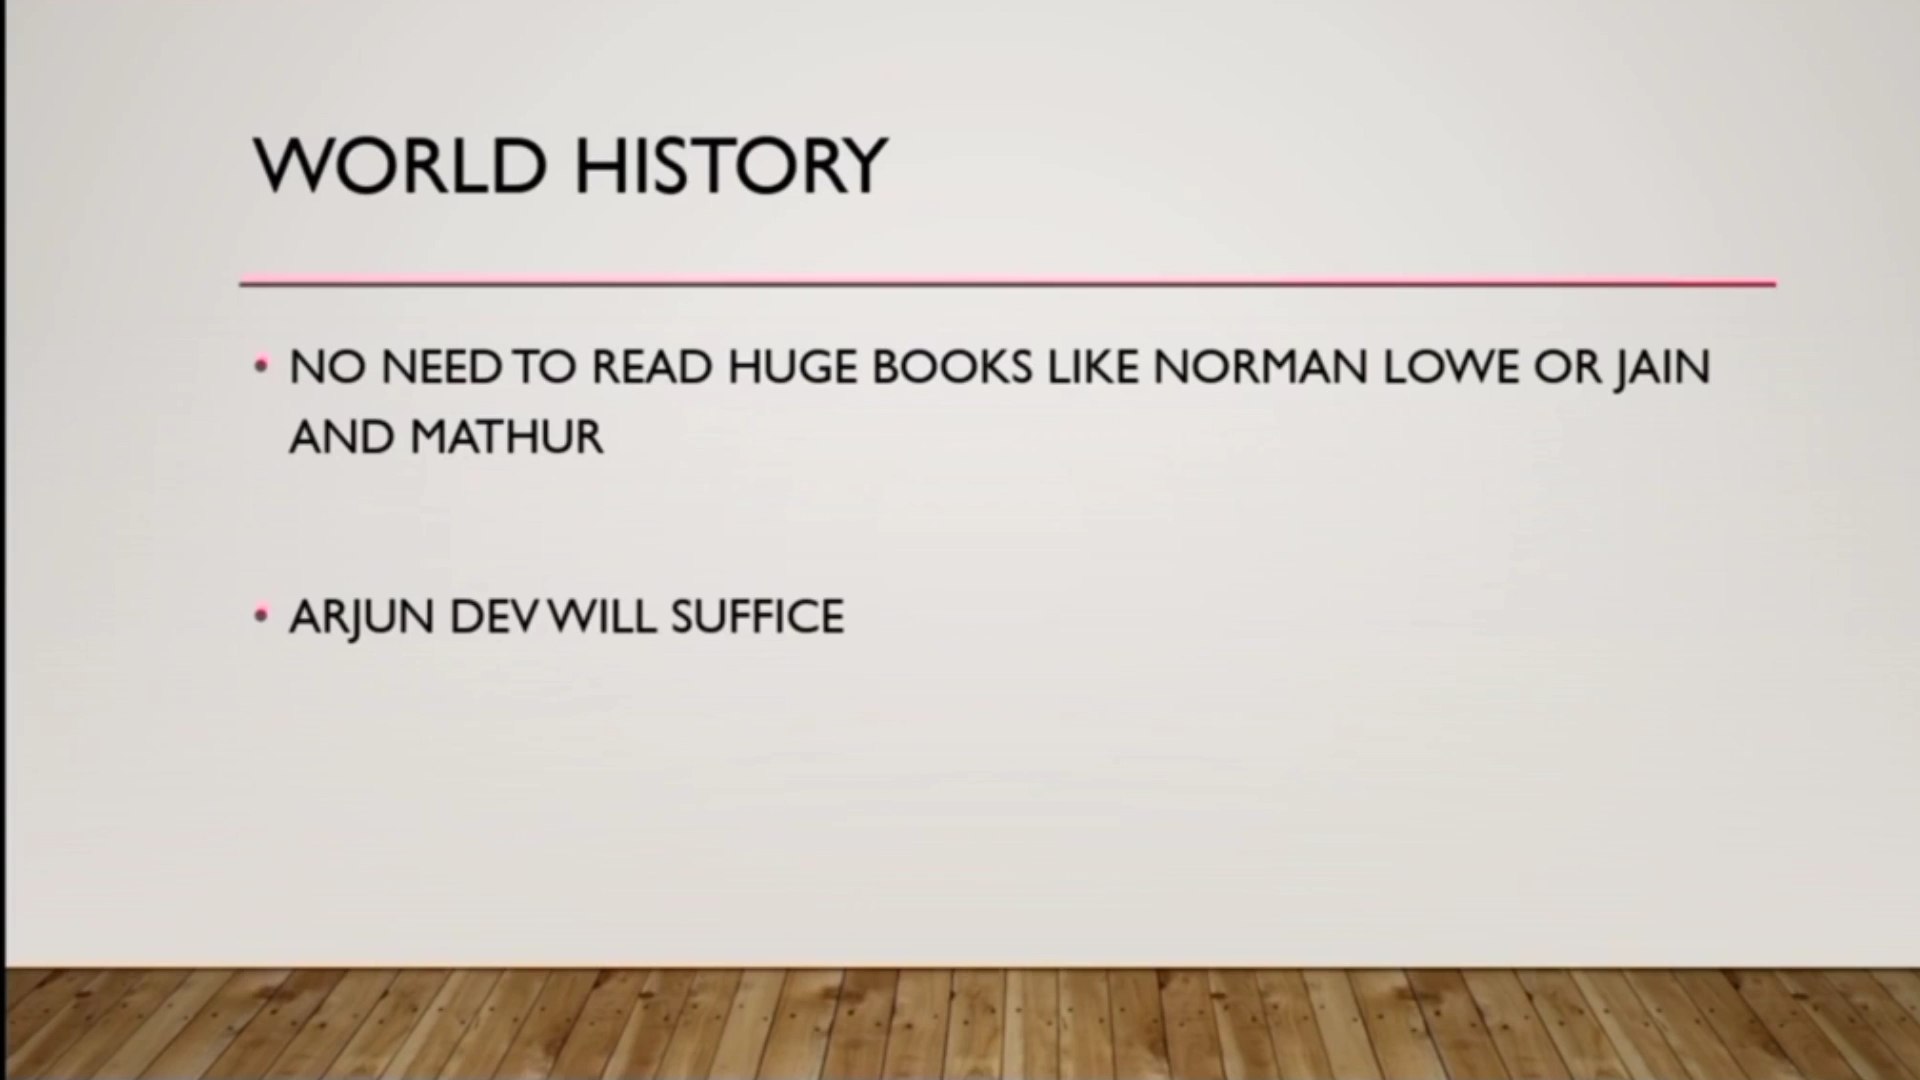 WORLD HISTORY
• NO NEED TO READ HUGE BOOKS LIKE NORMAN LOWE OR JAIN
AND MATHUR
• ARJUN DEV WILL SUFFICE